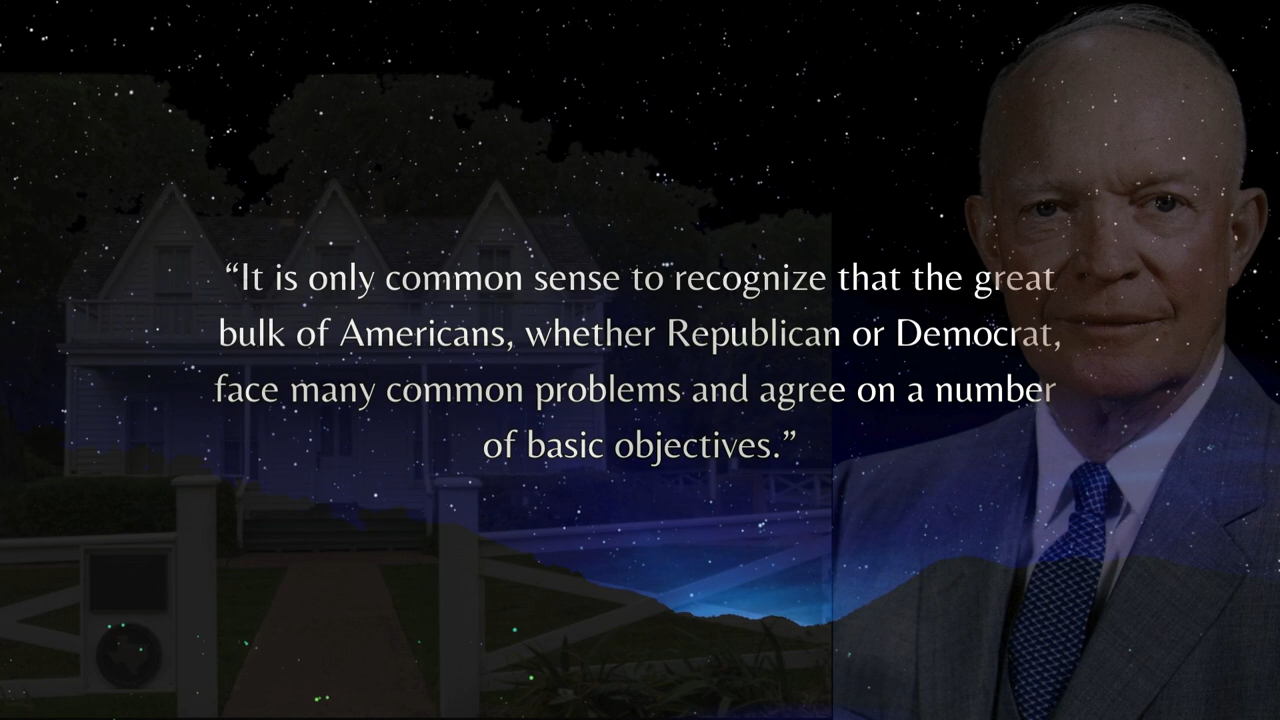 “It is only common sense to recognize that the great
bulk of Americans, whether Republican or Democrat,
face many common problems and agree on a number
of basic objectives.”